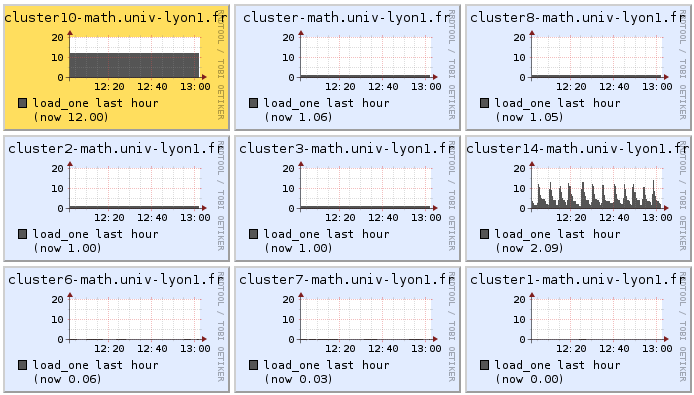 cluster10-math.univ-lyon1.fr
RRDTOOL / TOBI OETIKER
20
10
0
12:20 12:40 13:00
load_one last hour
(now 12.00)
cluster-math.univ-lyon1.fr
RRDTOOL / TOBI OETIKER
20
10
0
12:20 12:40 13:00
load_one last hour
(now 1.06)
cluster8-math.univ-lyon1.fr
RRDTOOL / TOBI OETIKER
20
10
0
12:20 12:40 13:00
load_one last hour
(now 1.05)
cluster2-math.univ-lyon1.fr
RRDTOOL / TOBI OETIKER
20
10
0
12:20 12:40 13:00
load_one last hour
(now 1.00)
cluster3-math.univ-lyon1.fr
RRDTOOL / TOBI OETIKER
20
10
0
12:20 12:40 13:00
load_one last hour
(now 1.00)
cluster14-math.univ-lyon1.fr
RRDTOOL / TOBI OETIKER
20
10
0
12:20 12:40 13:00
load_one last hour
(now 2.09)
cluster6-math.univ-lyon1.fr
RRDTOOL / TOBI OETIKER
20
10
0
12:20 12:40 13:00
load_one last hour
(now 0.06)
cluster7-math.univ-lyon1.fr
RRDTOOL / TOBI OETIKER
20
10
0
12:20 12:40 13:00
load_one last hour
(now 0.03)
cluster1-math.univ-lyon1.fr
RRDTOOL / TOBI OETIKER
20
10
0
12:20 12:40 13:00
load_one last hour
(now 0.00)